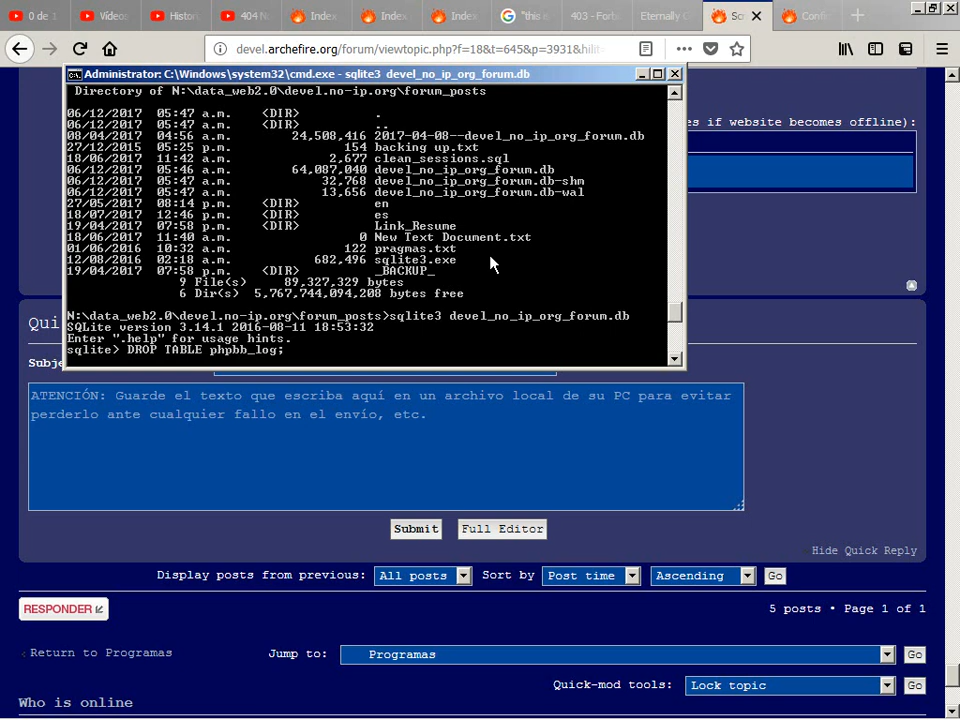 0 de
Vídeo
Histor
404 N
Index
Index
Index
"this i
403 - Forb
Eternally C
Se
Confi
devel.archefire.org/forum/viewtopic.php?f=18&t=645&p=3931&hilit
Administrator: C:\Windows\system32\cmd.exe - sqlite3 devel_no_ip_org_forum.db
Directory of N:\data_web2.0\devel.no-ip.org\forum_posts
es if website becomes offline):
06/12/2017 05:47 a.m. <DIR> .
06/12/2017 05:47 a.m. <DIR> ..
08/04/2017 04:56 a.m. 24,508,416 2017-04-08--devel_no_ip_org_forum.db
27/12/2015 05:25 p.m. 154 backing up.txt
18/06/2017 11:42 a.m. 2,677 clean_sessions.sql
06/12/2017 05:46 a.m. 64,087,040 devel_no_ip_org_forum.db
06/12/2017 05:46 a.m. 32,768 devel_no_ip_org_forum.db-shm
06/12/2017 05:46 a.m. 13,656 devel_no_ip_org_forum.db-wal
27/05/2017 08:14 p.m. <DIR> en
18/07/2017 12:46 p.m. <DIR> es
19/04/2017 07:58 p.m. <DIR> Link_Resume
18/06/2017 11:40 a.m. 0 New Text Document.txt
01/06/2016 10:32 a.m. 122 pragmas.txt
12/08/2016 02:18 a.m. 682,496 sqlite3.exe
19/04/2017 07:58 p.m. <DIR> _BACKUP_
9 File(s) 89,327,329 bytes
6 Dir(s) 5,767,744,094,208 bytes free
N:\data_web2.0\devel.no-ip.org\forum_posts>sqlite3 devel_no_ip_org_forum.db
SQLite version 3.14.1 2016-08-11 18:53:32
Enter ".help" for usage hints.
sqlite> DROP TABLE phpbb_log;
Qui
Subje
ATENCIÓN: Guarde el texto que escriba aquí en un archivo local de su PC para evitar
perderlo ante cualquier fallo en el envío, etc.
Submit
Full Editor
Hide Quick Reply
Display posts from previous: All posts Sort by Post time Ascending Go
RESPONDER
5 posts • Page 1 of 1
Return to Programas
Jump to: Programas Go
Quick-mod tools: Lock topic Go
Who is online